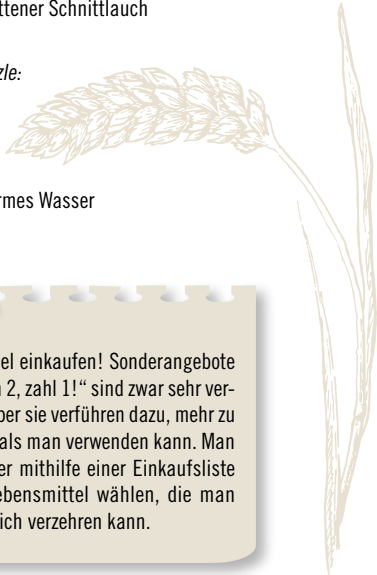 ttener Schnittlauch
zle:
rmes Wasser
el einkaufen! Sonderangebote
2, zahl 1!“ sind zwar sehr ver-
ber sie verführen dazu, mehr zu
als man verwenden kann. Man
er mithilfe einer Einkaufsliste
ebensmittel wählen, die man
ich verzehren kann.